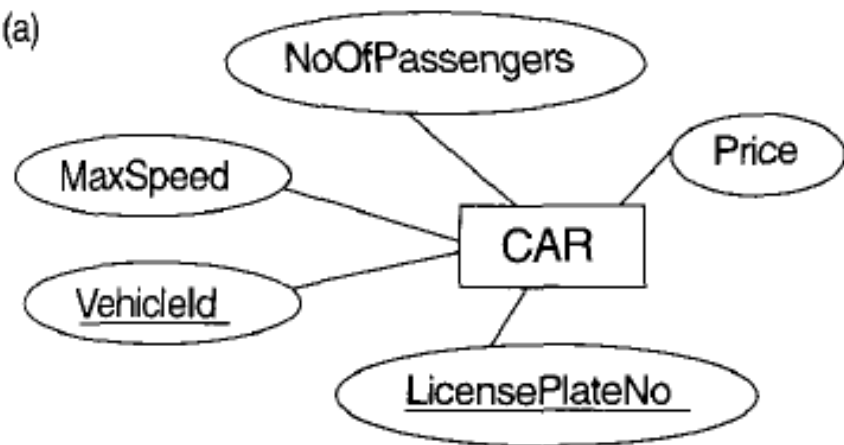 (a)
NoOfPassengers
Price
MaxSpeed
CAR
VehicleId
LicensePlateNo